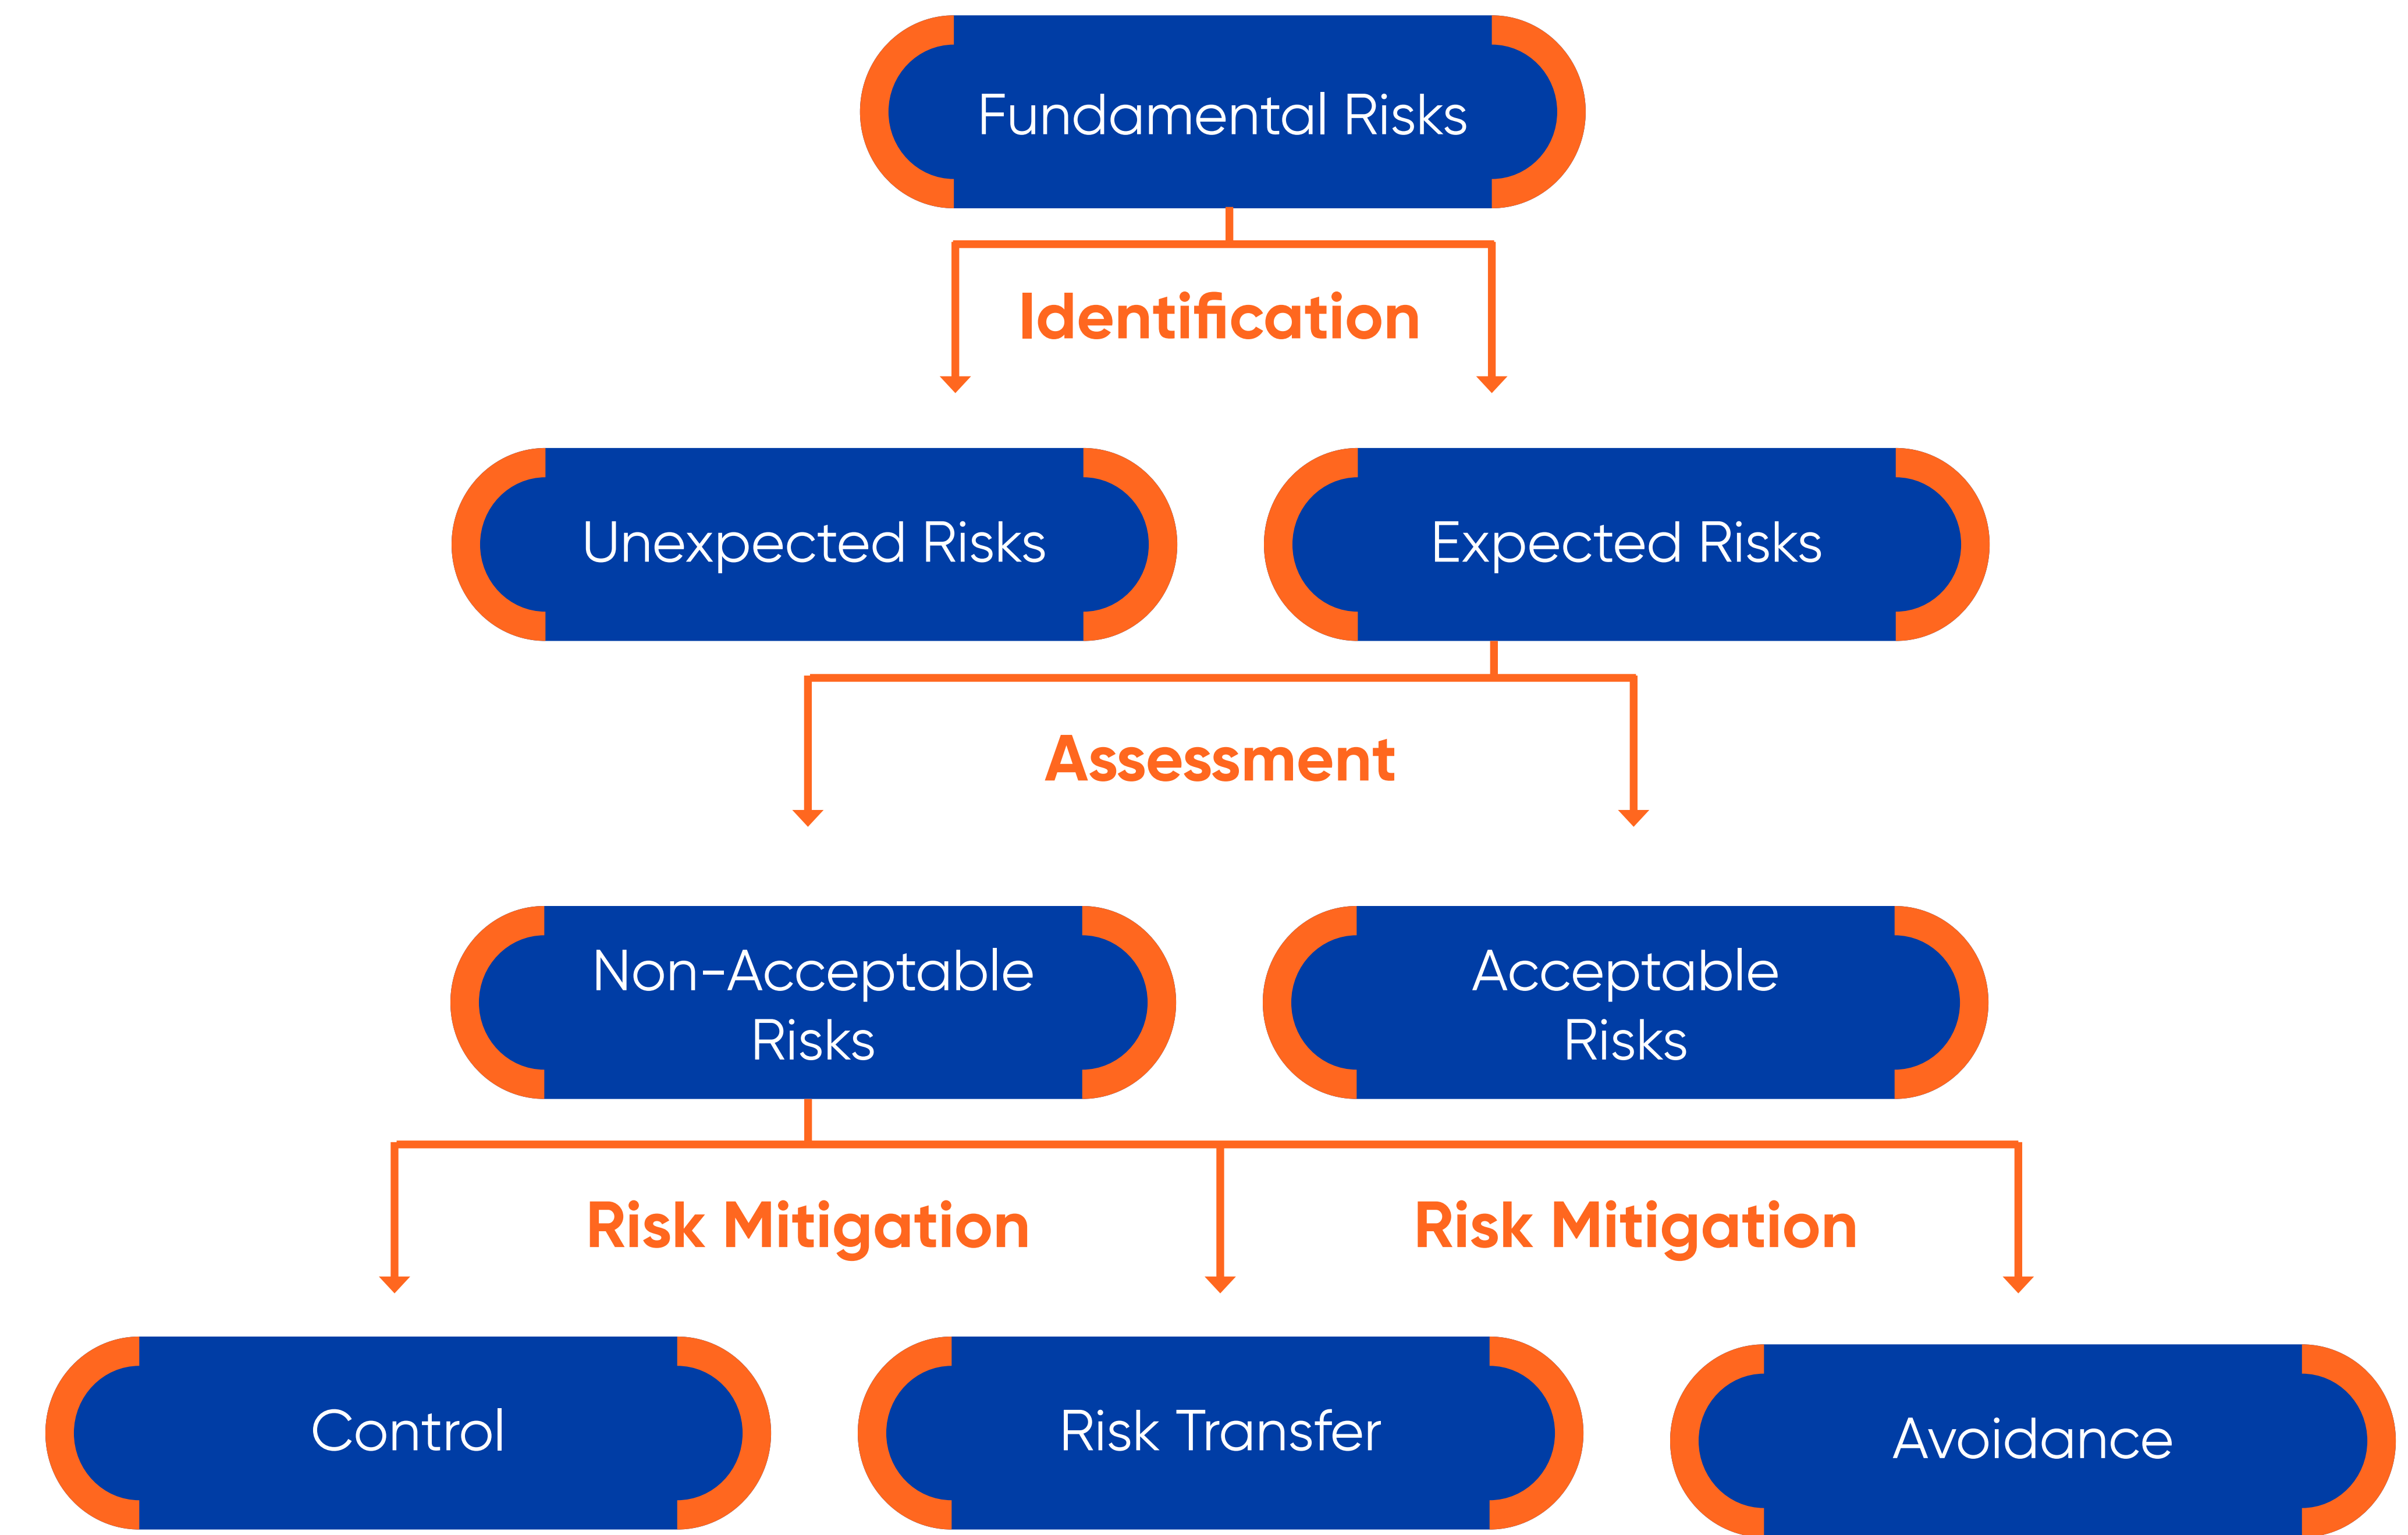 Fundamental Risks
Identification
Unexpected Risks
Expected Risks
Assessment
Non-Acceptable
Risks
Acceptable
Risks
Risk Mitigation
Risk Mitigation
Control
Risk Transfer
Avoidance